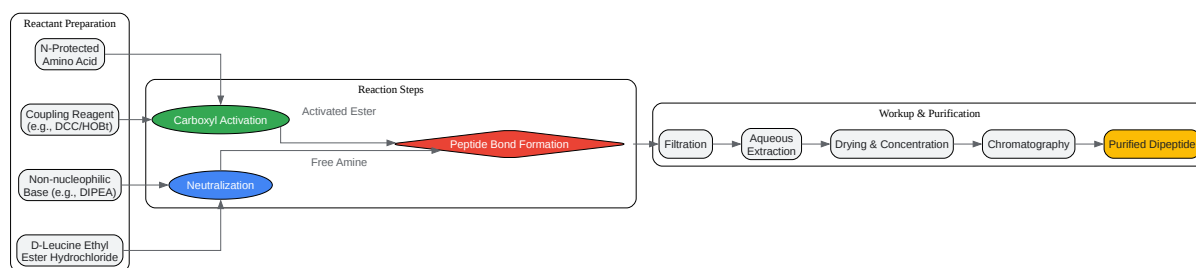 Reactant Preparation
N-Protected
Amino Acid
Coupling Reagent
(e.g., DCC/HOBt)
Non-nucleophilic
Base (e.g., DIPEA)
D-Leucine Ethyl
Ester Hydrochloride
Reaction Steps
Carboxyl Activation
Activated Ester
Peptide Bond Formation
Free Amine
Neutralization
Workup & Purification
Filtration
Aqueous
Extraction
Drying & Concentration
Chromatography
Purified Dipeptide